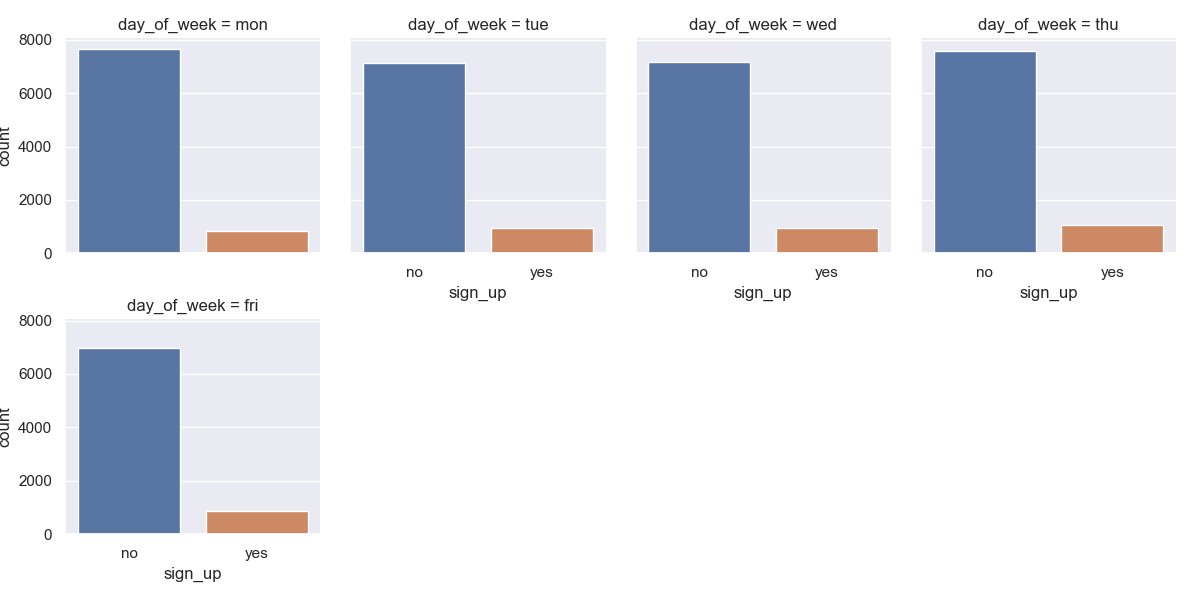 day_of_week = mon
day_of_week = tue
day_of_week = wed
day_of_week = thu
8000
6000
4000
2000
0
count
no
yes
no
yes
no
yes
sign_up
sign_up
sign_up
day_of_week = fri
8000
6000
4000
2000
0
count
no
yes
sign_up